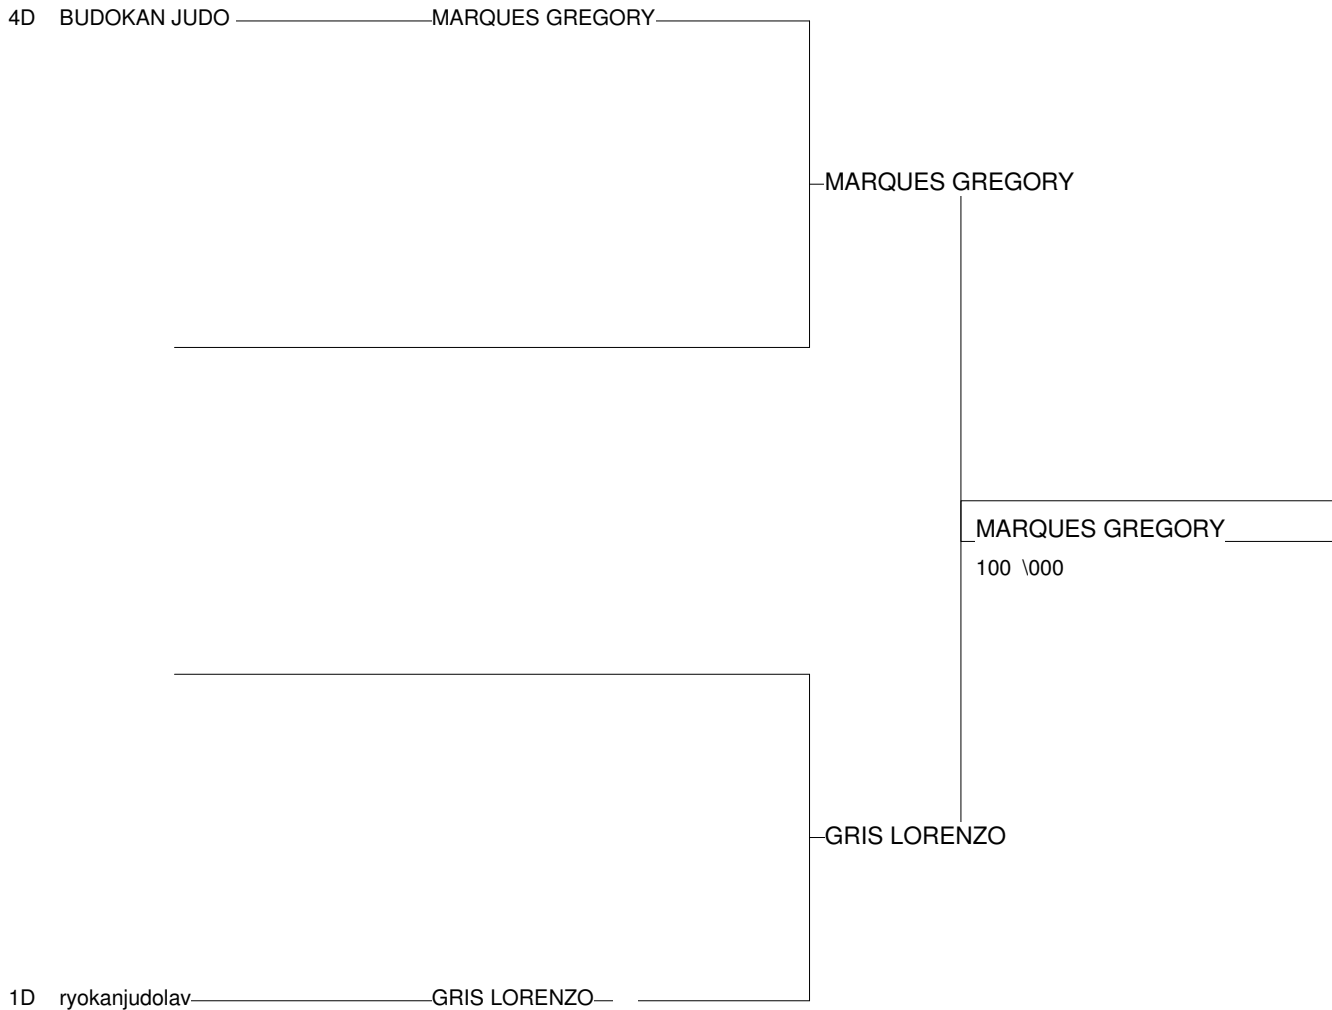 4D BUDOKAN JUDO MARQUES GREGORY
MARQUES GREGORY
MARQUES GREGORY
100 \000
GRIS LORENZO
1D ryokanjudolav GRIS LORENZO